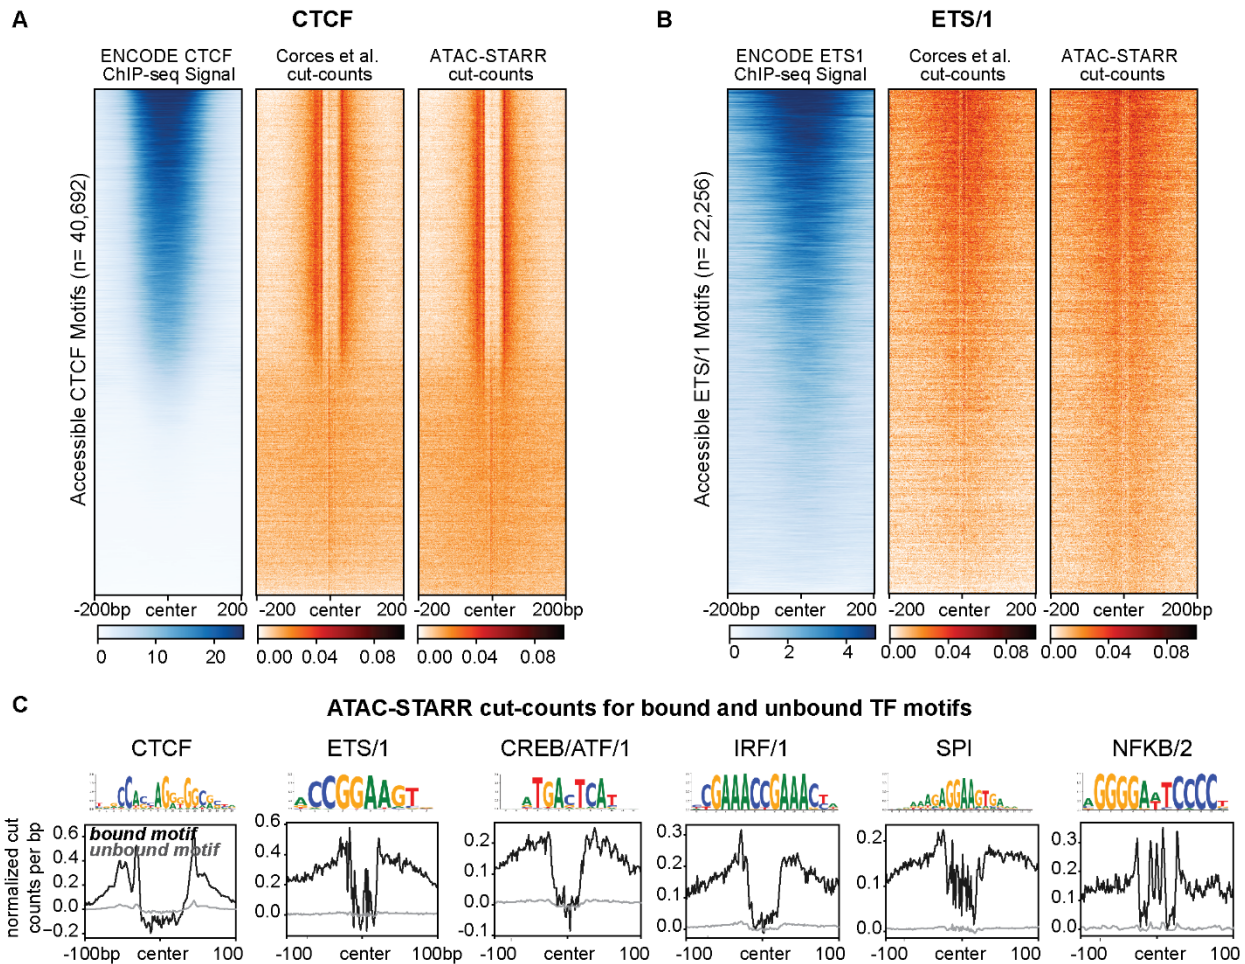 A
CTCF
B
ETS/1
ENCODE CTCF
ChIP-seq Signal
Corces et al.
cut-counts
ATAC-STARR
cut-counts
ENCODE ETS1
ChIP-seq Signal
Corces et al.
cut-counts
ATAC-STARR
cut-counts
Accessible CTCF Motifs (n= 40,692)
Accessible ETS/1 Motifs (n= 22,256)
-200bp center 200
-200 center 200
-200 center 200bp
-200bp center 200
-200 center 200
-200 center 200bp
0 10 20
0.00 0.04 0.08
0.00 0.04 0.08
0 2 4
0.00 0.04 0.08
0.00 0.04 0.08
C
ATAC-STARR cut-counts for bound and unbound TF motifs
CTCF
ETS/1
CREB/ATF/1
IRF/1
SPI
NFKB/2
CCGGAAGT
TGACTCAT
CGAAACCGAAACT
AGAGGAAGTG
GGGGAATCCCC
normalized cut
counts per bp
bound motif
unbound motif
0.6
0.4
0.2
0.0
−0.2
0.6
0.4
0.2
0.0
0.2
0.1
0.0
-0.1
0.3
0.2
0.1
0.0
0.2
0.1
0.0
0.3
0.2
0.1
0.0
-100bp center 100
-100 center 100bp
-100 center 100
-100 center 100
-100 center 100
-100 center 100